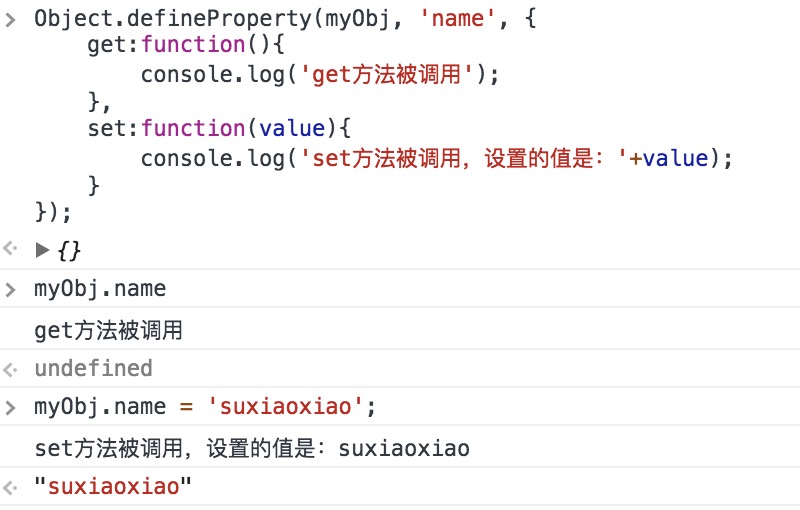 > Object.defineProperty(myObj, 'name', {
    get:function(){
        console.log('get方法被调用');
    },
    set:function(value){
        console.log('set方法被调用，设置的值是：'+value);
    }
});
<· ▶ {}
> myObj.name
get方法被调用
<· undefined
> myObj.name = 'suxiaoxiao';
set方法被调用，设置的值是：suxiaoxiao
<· "suxiaoxiao"